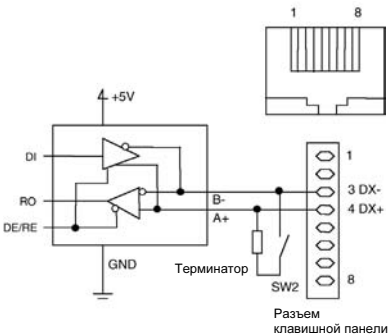 1 8
+5V
DI
1
RO
B-
3 DX-
A+
4 DX+
DE/RE
GND
Терминатор
SW2
8
Разъем
клавишной панели